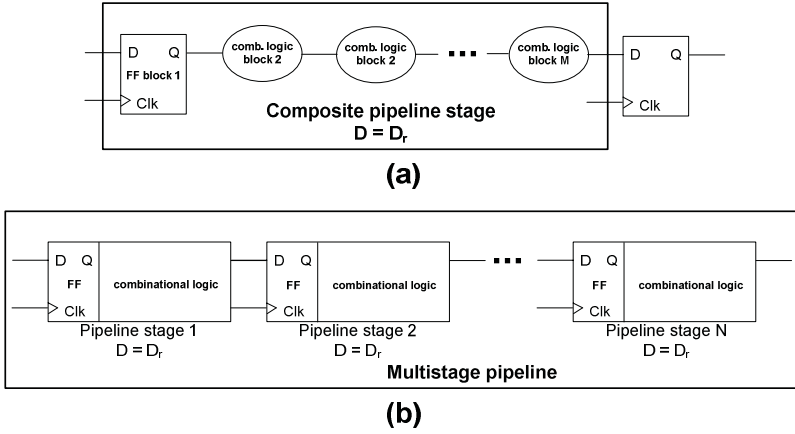 D Q
FF block 1
Clk
comb. logic
block 2
comb. logic
block 2
comb. logic
block M
D Q
Clk
Composite pipeline stage
D = Dr
(a)
D Q
FF
Clk
combinational logic
D Q
FF
Clk
combinational logic
D Q
FF
Clk
combinational logic
Pipeline stage 1
D = Dr
Pipeline stage 2
D = Dr
Pipeline stage N
D = Dr
Multistage pipeline
(b)